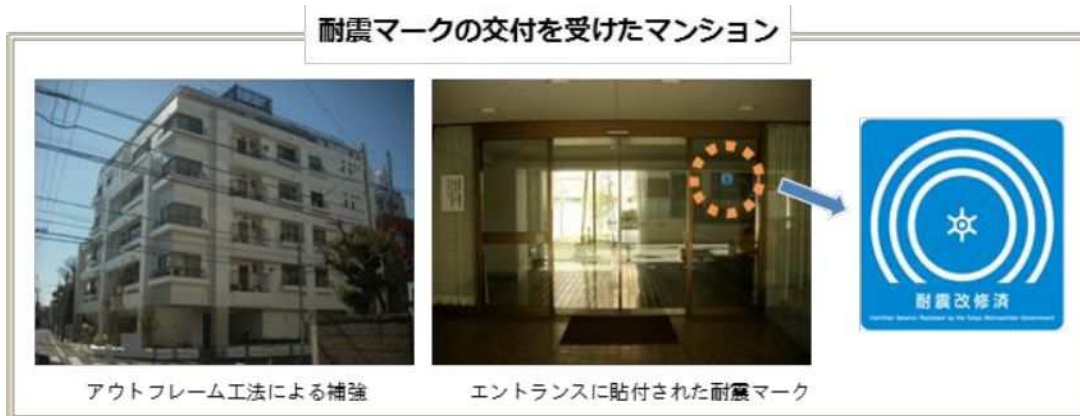 耐震マークの交付を受けたマンション
耐震改修済
アウトフレーム工法による補強
エントランスに貼付された耐震マーク